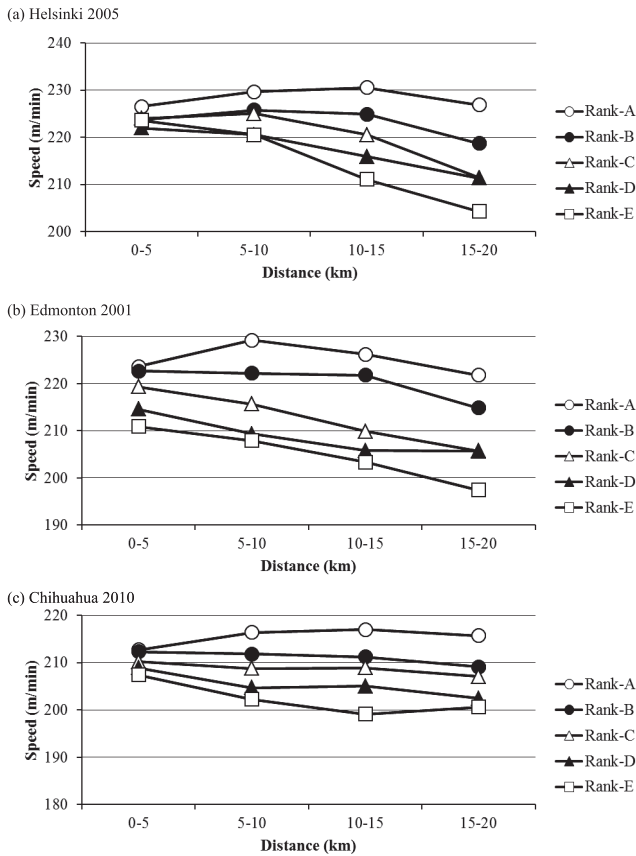 (a) Helsinki 2005
240
230
220
210
200
Speed (m/min)
0-5 5-10 10-15 15-20
Distance (km)
Rank-A
Rank-B
Rank-C
Rank-D
Rank-E
(b) Edmonton 2001
230
220
210
200
190
Speed (m/min)
0-5 5-10 10-15 15-20
Distance (km)
Rank-A
Rank-B
Rank-C
Rank-D
Rank-E
(c) Chihuahua 2010
220
210
200
190
180
Speed (m/min)
0-5 5-10 10-15 15-20
Distance (km)
Rank-A
Rank-B
Rank-C
Rank-D
Rank-E